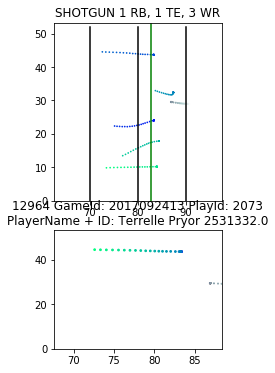 SHOTGUN 1 RB, 1 TE, 3 WR
50
40
30
20
10
0
70 80 90
12964 GameId: 2017092413 PlayId: 2073
PlayerName + ID: Terrelle Pryor 2531332.0
40
20
0
70 75 80 85